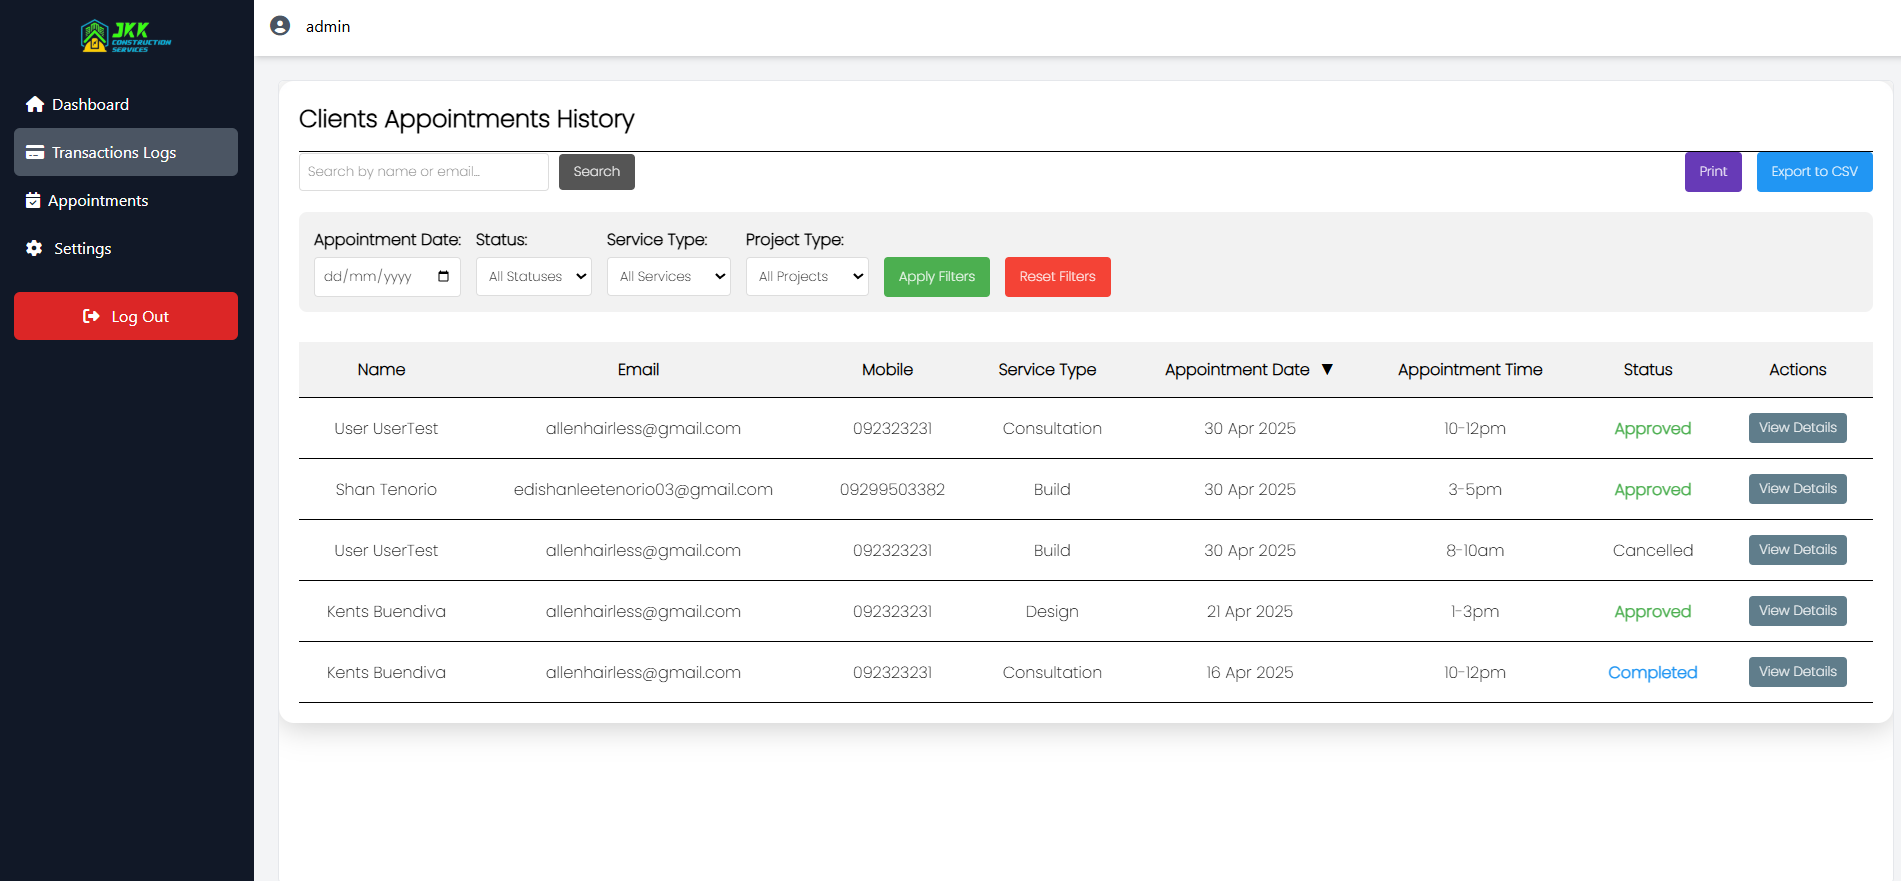 JKK
CONSTRUCTION
SERVICES
admin
Dashboard
Transactions Logs
Appointments
Settings
Log Out
Clients Appointments History
Search by name or email...
Search
Print
Export to CSV
Appointment Date: Status: Service Type: Project Type:
dd/mm/yyyy All Statuses All Services All Projects Apply Filters Reset Filters
Name Email Mobile Service Type Appointment Date ▼ Appointment Time Status Actions
User UserTest allenhairless@gmail.com 092323231 Consultation 30 Apr 2025 10-12pm Approved View Details
Shan Tenorio edishanleetenorio03@gmail.com 09299503382 Build 30 Apr 2025 3-5pm Approved View Details
User UserTest allenhairless@gmail.com 092323231 Build 30 Apr 2025 8-10am Cancelled View Details
Kents Buendiva allenhairless@gmail.com 092323231 Design 21 Apr 2025 1-3pm Approved View Details
Kents Buendiva allenhairless@gmail.com 092323231 Consultation 16 Apr 2025 10-12pm Completed View Details